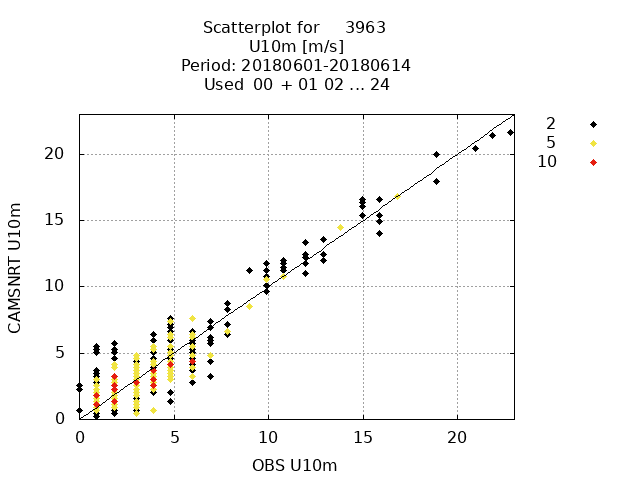 Scatterplot for 3963
U10m [m/s]
Period: 20180601-20180614
Used 00 + 01 02 ... 24
2
5
10
CAMSNRT U10m
20
15
10
5
0
0 5 10 15 20
OBS U10m